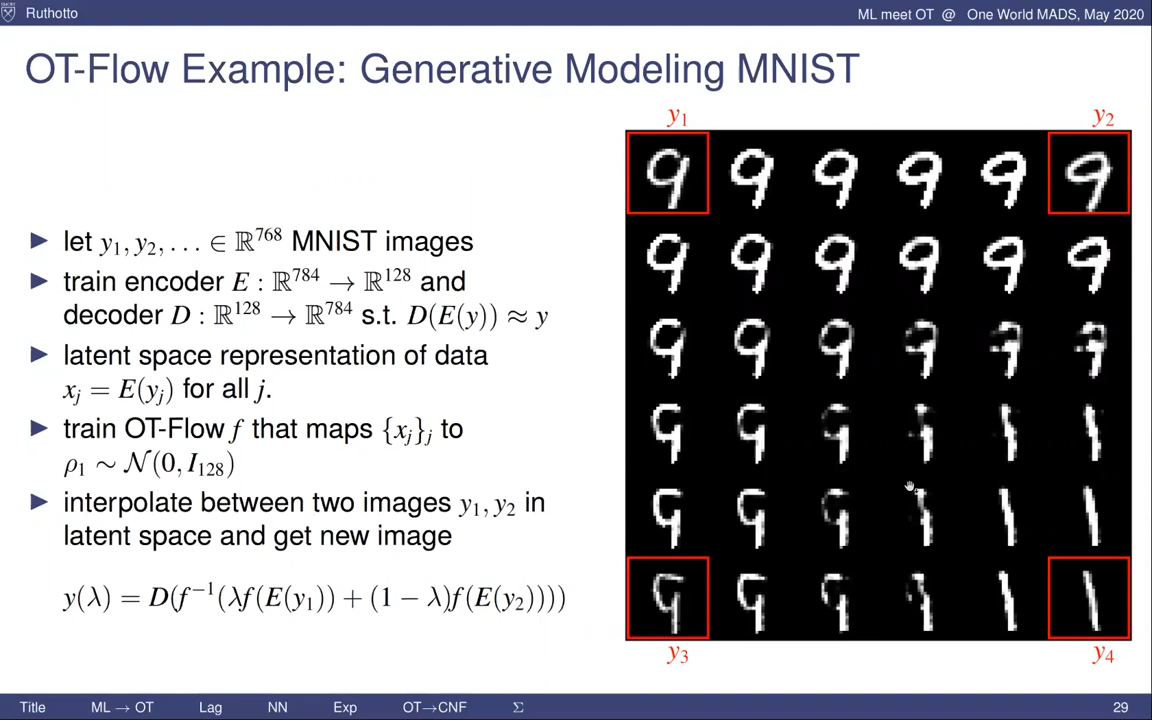 Ruthotto
ML meet OT @ One World MADS, May 2020
OT-Flow Example: Generative Modeling MNIST
▶ let y₁, y₂, … ∈ ℝ⁷⁶⁸ MNIST images
▶ train encoder E : ℝ⁷⁸⁴ → ℝ¹²⁸ and
decoder D : ℝ¹²⁸ → ℝ⁷⁸⁴ s.t. D(E(y)) ≈ y
▶ latent space representation of data
xⱼ = E(yⱼ) for all j.
▶ train OT-Flow f that maps {xⱼ}ⱼ to
ρ₁ ∼ 𝒩(0, I₁₂₈)
▶ interpolate between two images y₁, y₂ in
latent space and get new image
y(λ) = D(f⁻¹(λf(E(y₁)) + (1 − λ)f(E(y₂))))
y₁
y₂
y₃
y₄
Title ML → OT Lag NN Exp OT→CNF Σ
29